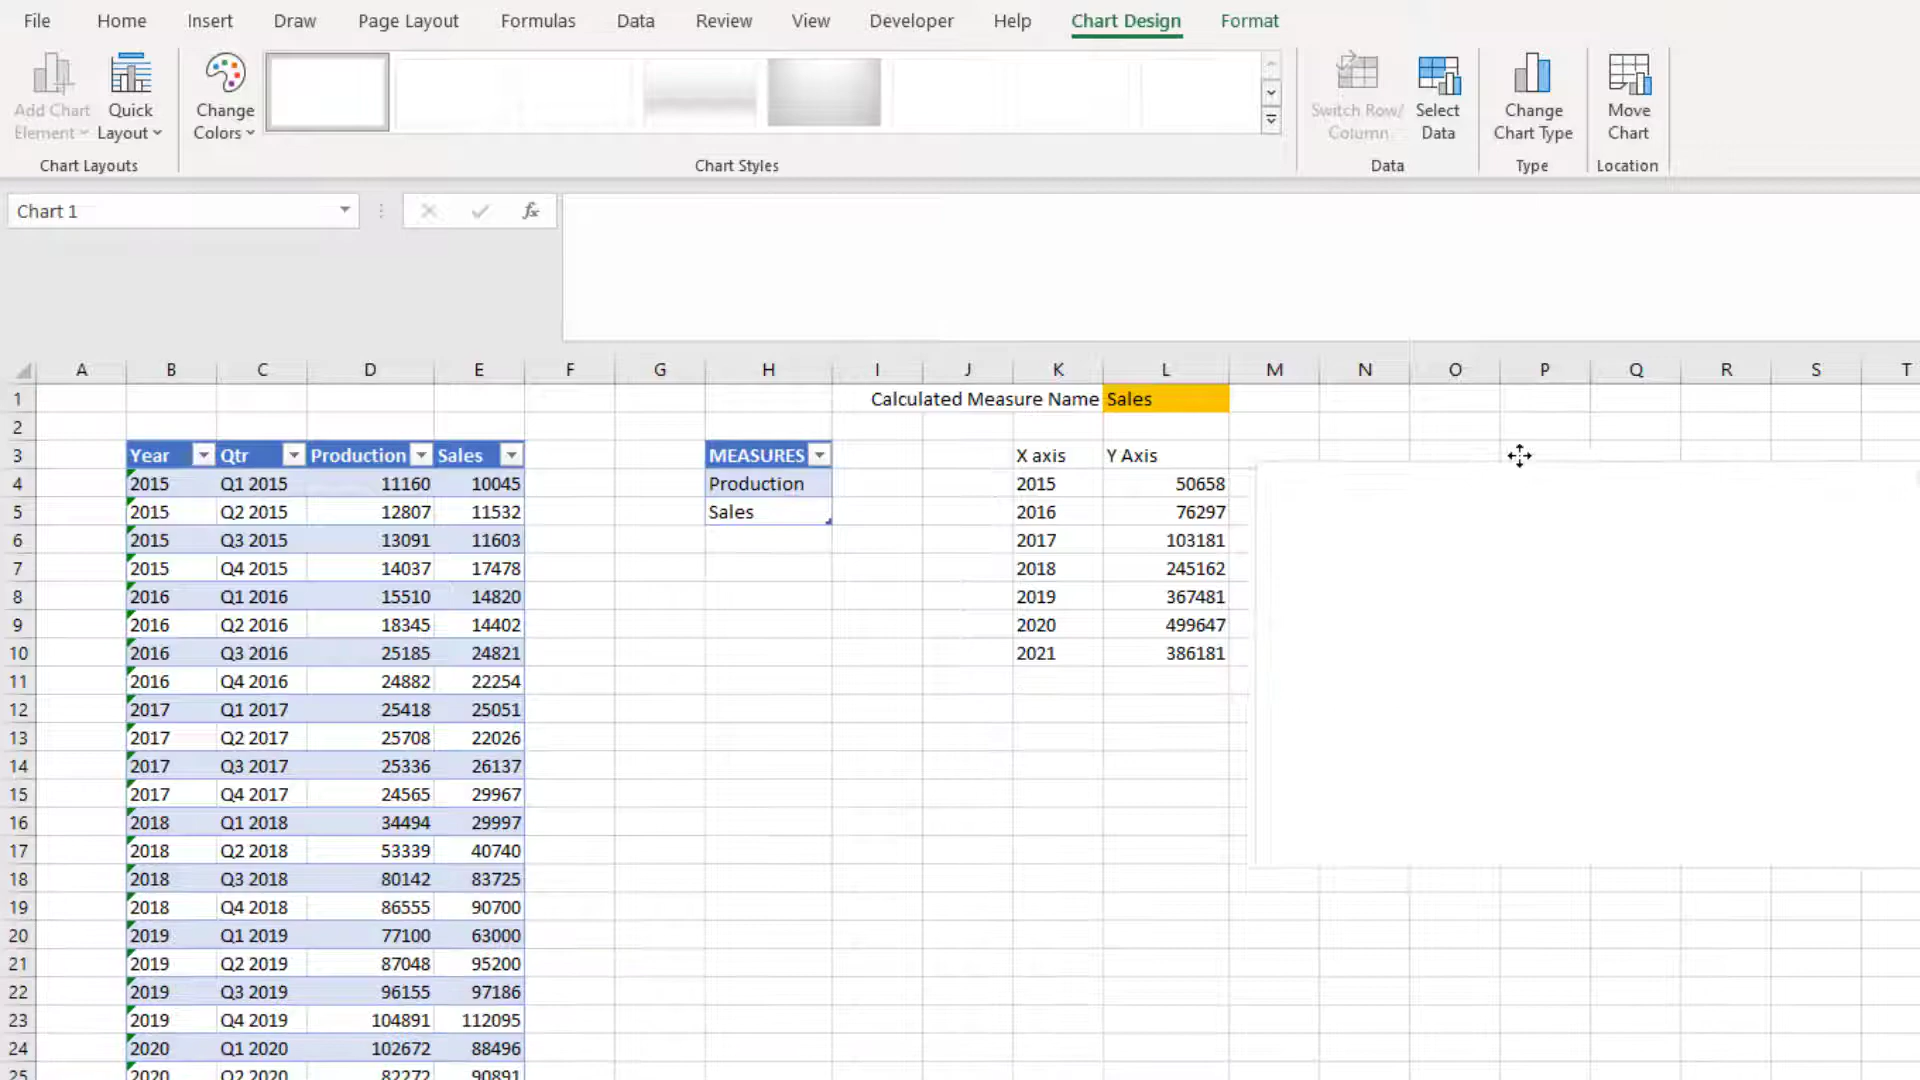 File Home Insert Draw Page Layout Formulas Data Review View Developer Help Chart Design Format
Add Chart Element
Quick Layout
Change Colors
Switch Row/ Column
Select Data
Change Chart Type
Move Chart
Chart Layouts Chart Styles Data Type Location
Chart 1 fx
A B C D E F G H I J K L M N O P Q R S T
1 Calculated Measure Name Sales
2
3 Year Qtr Production Sales MEASURES X axis Y Axis
4 2015 Q1 2015 11160 10045 Production 2015 50658
5 2015 Q2 2015 12807 11532 Sales 2016 76297
6 2015 Q3 2015 13091 11603 2017 103181
7 2015 Q4 2015 14037 17478 2018 245162
8 2016 Q1 2016 15510 14820 2019 367481
9 2016 Q2 2016 18345 14402 2020 499647
10 2016 Q3 2016 25185 24821 2021 386181
11 2016 Q4 2016 24882 22254
12 2017 Q1 2017 25418 25051
13 2017 Q2 2017 25708 22026
14 2017 Q3 2017 25336 26137
15 2017 Q4 2017 24565 29967
16 2018 Q1 2018 34494 29997
17 2018 Q2 2018 53339 40740
18 2018 Q3 2018 80142 83725
19 2018 Q4 2018 86555 90700
20 2019 Q1 2019 77100 63000
21 2019 Q2 2019 87048 95200
22 2019 Q3 2019 96155 97186
23 2019 Q4 2019 104891 112095
24 2020 Q1 2020 102672 88496
25 2020 Q2 2020 82272 90891